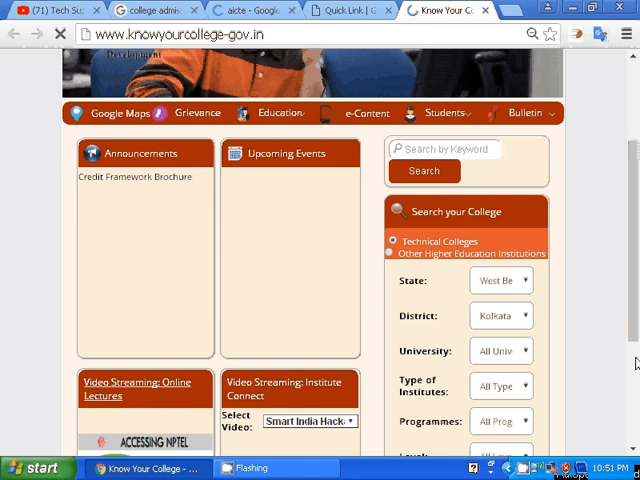 (71) Tech Su
college admis
aicte - Google
Quick Link | G
Know Your Co
www.knowyourcollege-gov.in
Development
Google Maps
Grievance
Education
e-Content
Students
Bulletin
Announcements
Upcoming Events
Search by Keyword
Search
Credit Framework Brochure
Search your College
Technical Colleges
Other Higher Education Institutions
State:
West Be
District:
Kolkata
University:
All Univ
Type of
Institutes:
All Type
Programmes:
All Prog
Video Streaming: Online
Lectures
Video Streaming: Institute
Connect
Select
Video:
Smart India Hack
ACCESSING NPTEL
start
Know Your College - ...
Flashing
10:51 PM